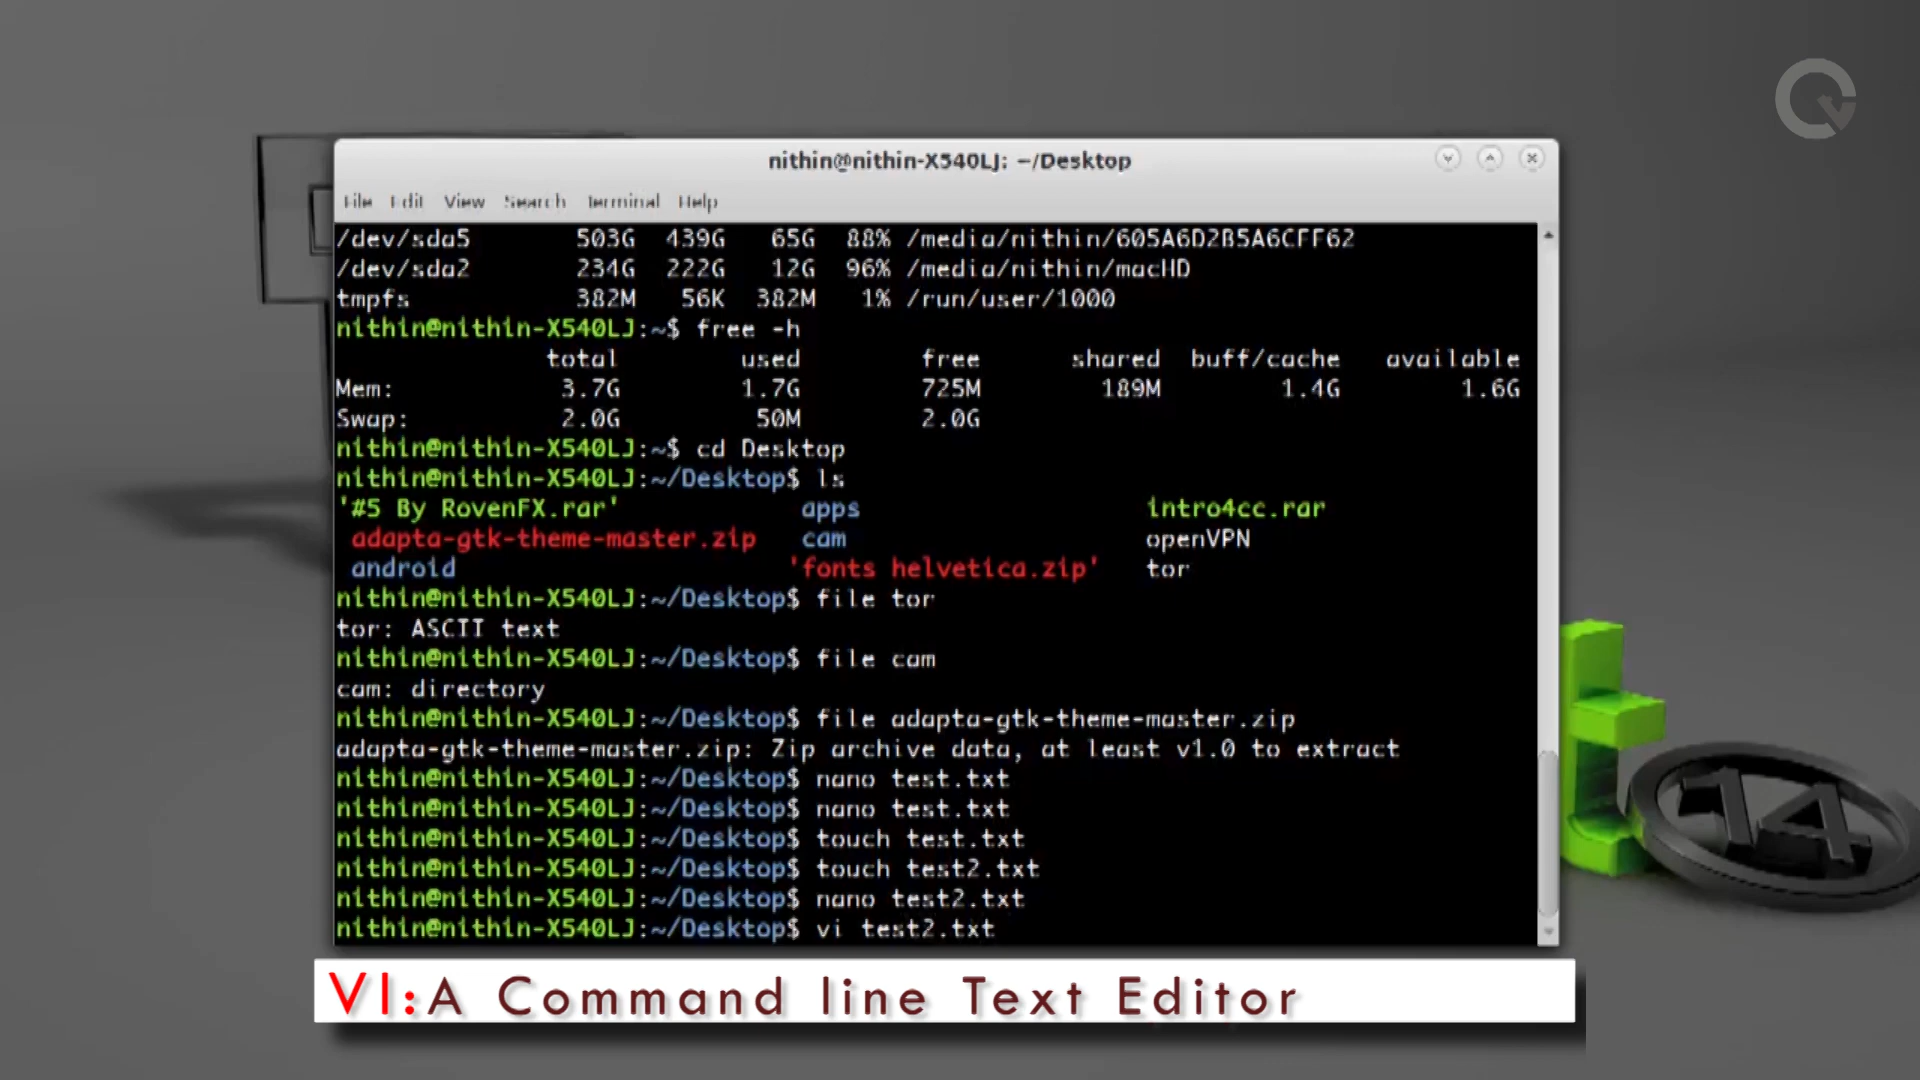 nithin@nithin-X540LJ: ~/Desktop
File Edit View Search Terminal Help
/dev/sda5 503G 439G 65G 88% /media/nithin/605A6D2B5A6CFF62
/dev/sda2 234G 222G 12G 96% /media/nithin/macHD
tmpfs 382M 56K 382M 1% /run/user/1000
nithin@nithin-X540LJ:~$ free -h
total used free shared buff/cache available
Mem: 3.7G 1.7G 725M 189M 1.4G 1.6G
Swap: 2.0G 50M 2.0G
nithin@nithin-X540LJ:~$ cd Desktop
nithin@nithin-X540LJ:~/Desktop$ ls
'#5 By RovenFX.rar' apps intro4cc.rar
adapta-gtk-theme-master.zip cam openVPN
android 'fonts helvetica.zip' tor
nithin@nithin-X540LJ:~/Desktop$ file tor
tor: ASCII text
nithin@nithin-X540LJ:~/Desktop$ file cam
cam: directory
nithin@nithin-X540LJ:~/Desktop$ file adapta-gtk-theme-master.zip
adapta-gtk-theme-master.zip: Zip archive data, at least v1.0 to extract
nithin@nithin-X540LJ:~/Desktop$ nano test.txt
nithin@nithin-X540LJ:~/Desktop$ nano test.txt
nithin@nithin-X540LJ:~/Desktop$ touch test.txt
nithin@nithin-X540LJ:~/Desktop$ touch test2.txt
nithin@nithin-X540LJ:~/Desktop$ nano test2.txt
nithin@nithin-X540LJ:~/Desktop$ vi test2.txt
14
VI:A Command line Text Editor